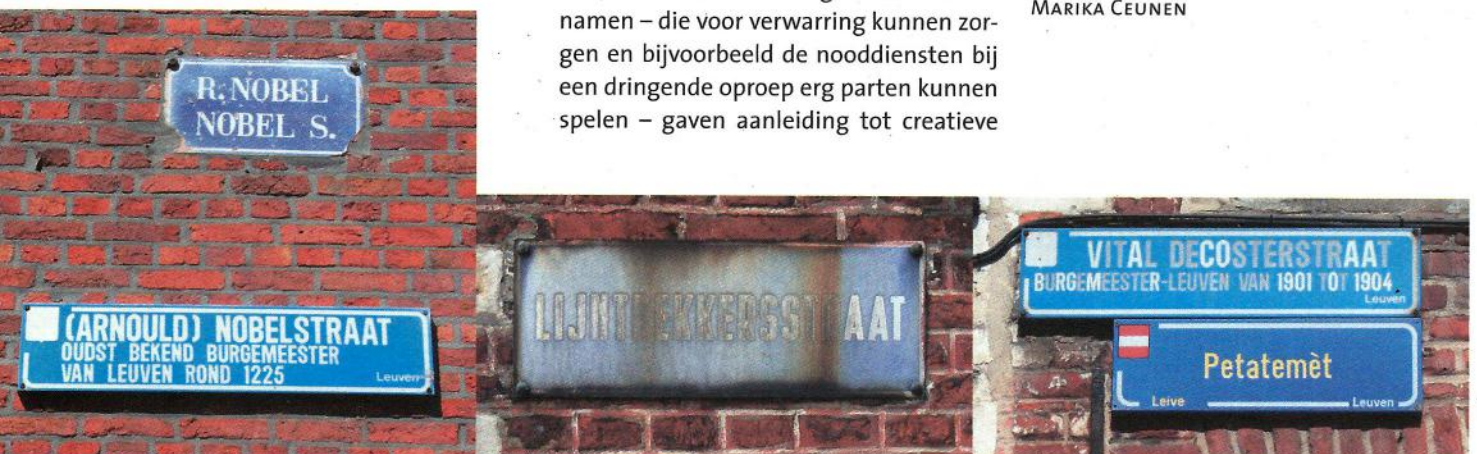 namen – die voor verwarring kunnen zor-
gen en bijvoorbeeld de nooddiensten bij
een dringende oproep erg parten kunnen
spelen – gaven aanleiding tot creatieve
MARIKA CEUNEN
R. NOBEL
NOBEL S.
(ARNOULD) NOBELSTRAAT
OUDST BEKEND BURGEMEESTER
VAN LEUVEN ROND 1225
Leuven
LIJNTREKKERSSTRAAT
VITAL DECOSTERSTRAAT
BURGEMEESTER-LEUVEN VAN 1901 TOT 1904
Leuven
Petatemèt
Leive
Leuven